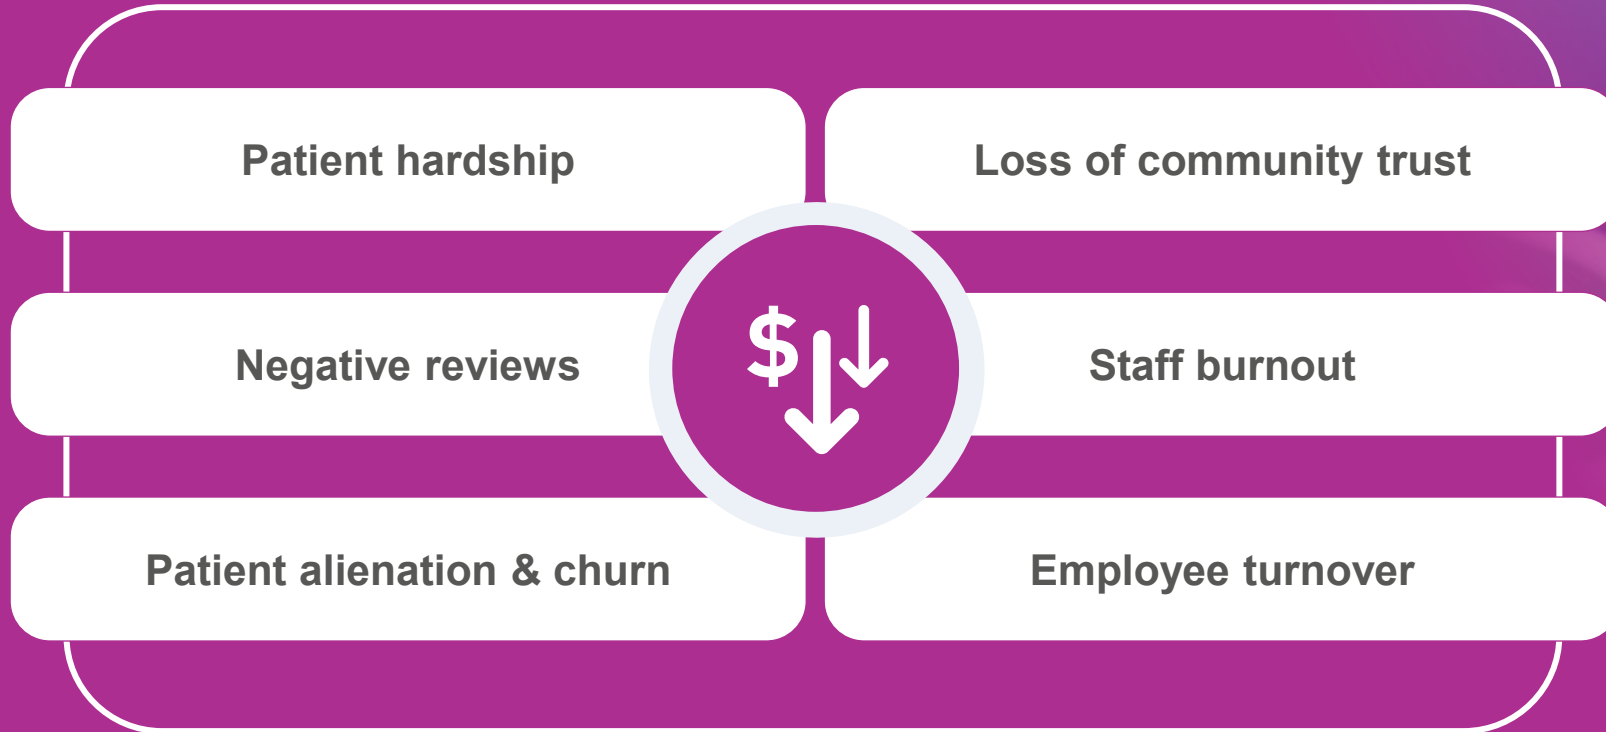 Patient hardship
Loss of community trust
Negative reviews
$
Staff burnout
Patient alienation & churn
Employee turnover